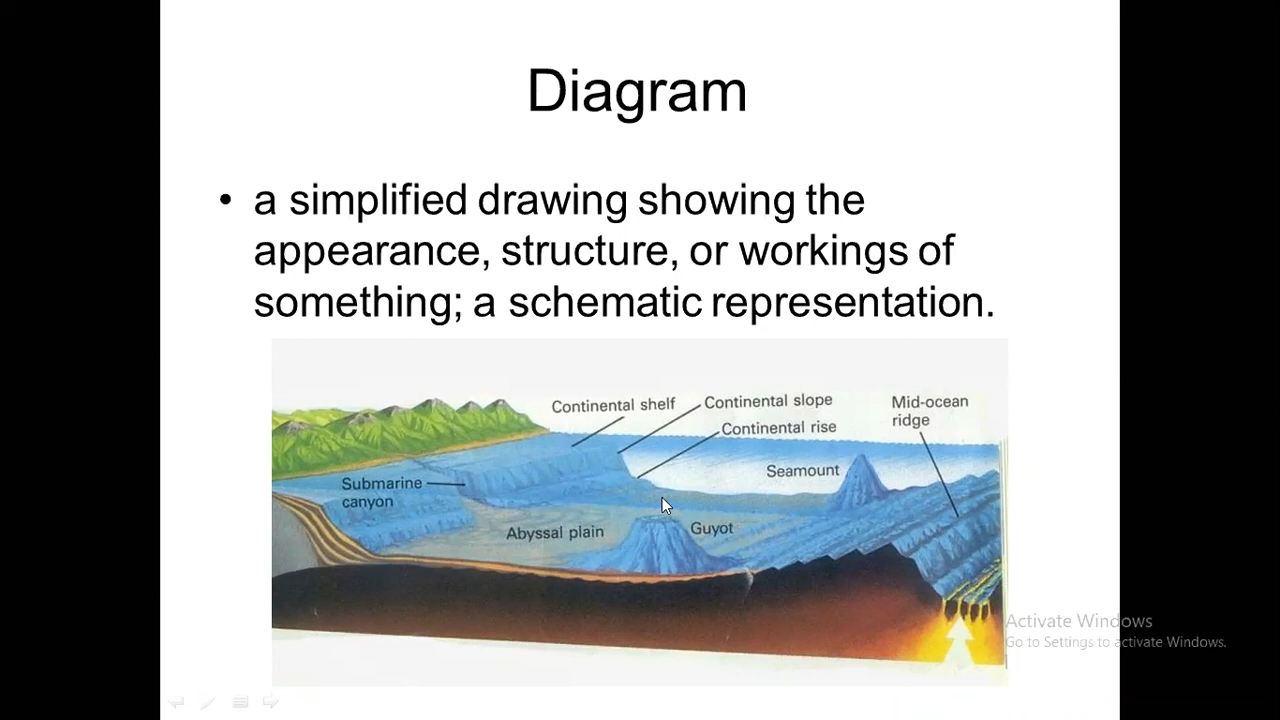 Diagram
• a simplified drawing showing the
appearance, structure, or workings of
something; a schematic representation.
Continental shelf
Continental slope
Mid-ocean
ridge
Continental rise
Seamount
Submarine
canyon
Abyssal plain
Guyot
Activate Windows
Go to Settings to activate Windows.